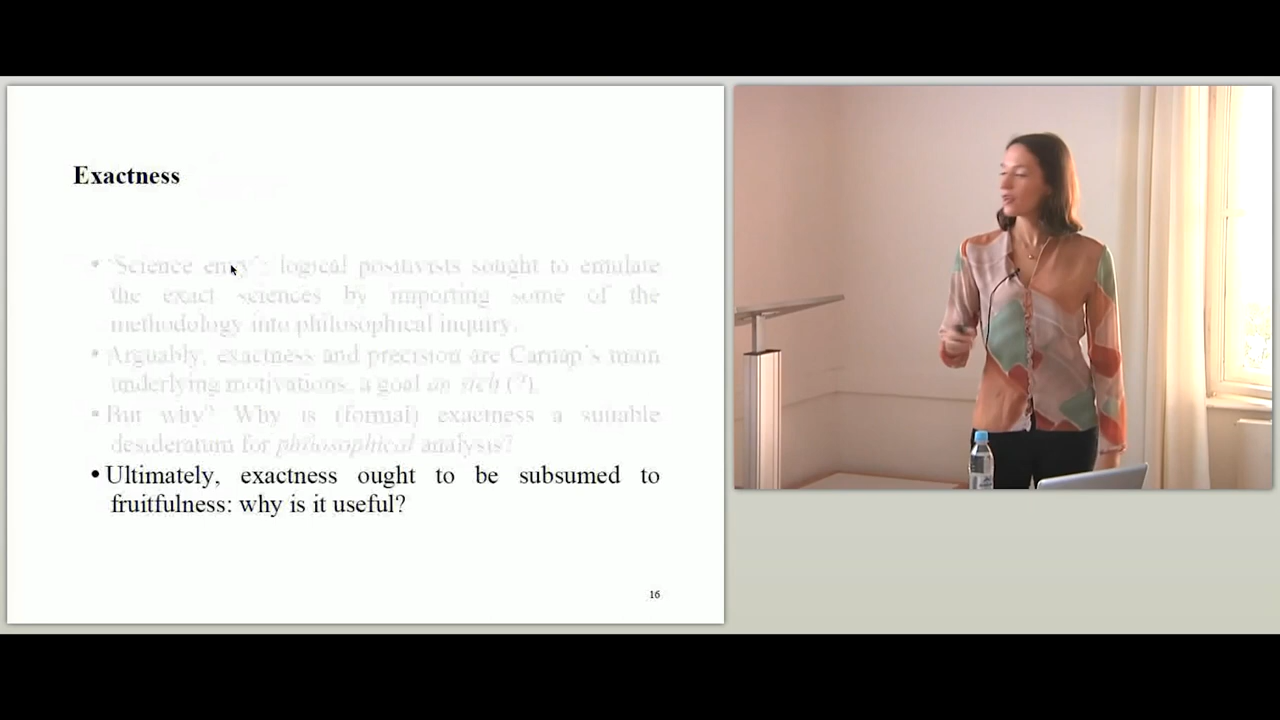 Exactness
• 'Science envy': logical positivists sought to emulate
the exact sciences by importing some of the
methodology into philosophical inquiry.
• Arguably, exactness and precision are Carnap's main
underlying motivations, a goal an sich (?).
• But why? Why is (formal) exactness a suitable
desideratum for philosophical analysis?
• Ultimately, exactness ought to be subsumed to
fruitfulness: why is it useful?
16